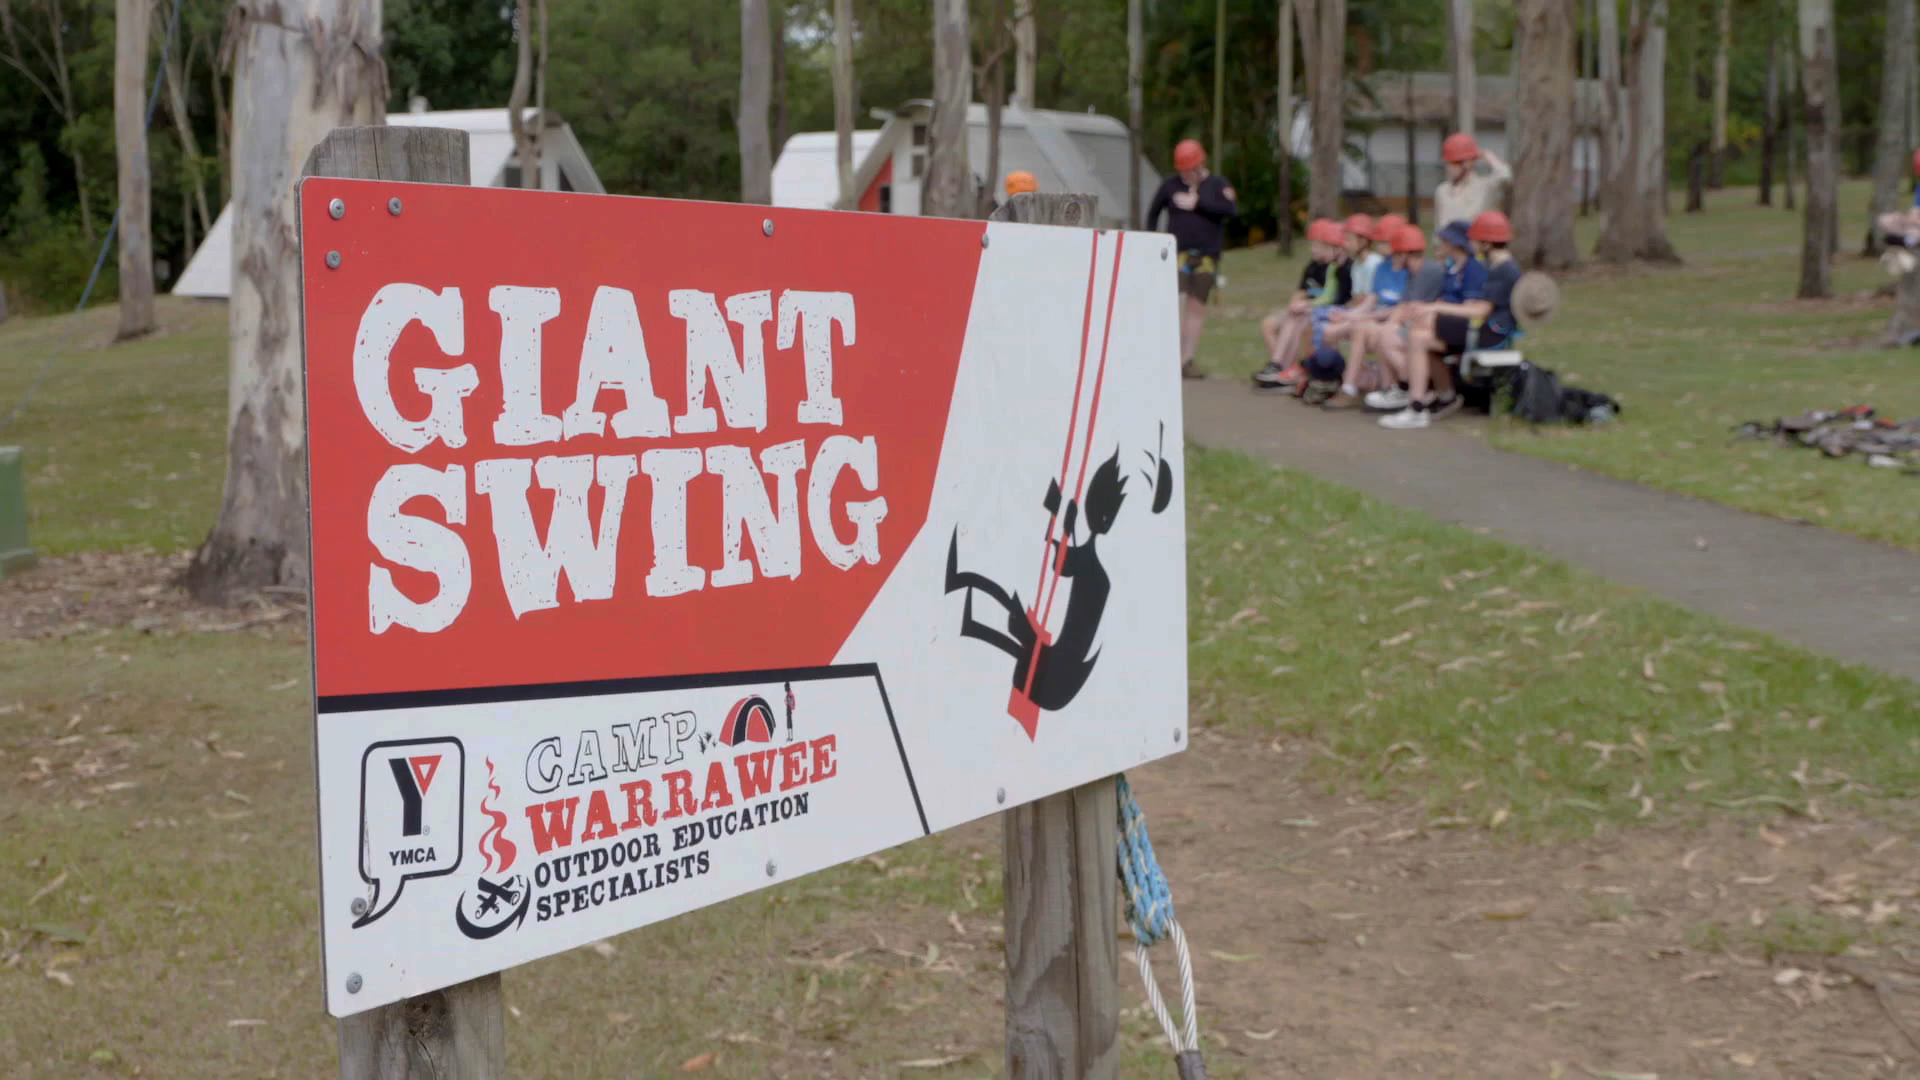 GIANT
SWING
YMCA
CAMP
WARRAWEE
OUTDOOR EDUCATION
SPECIALISTS